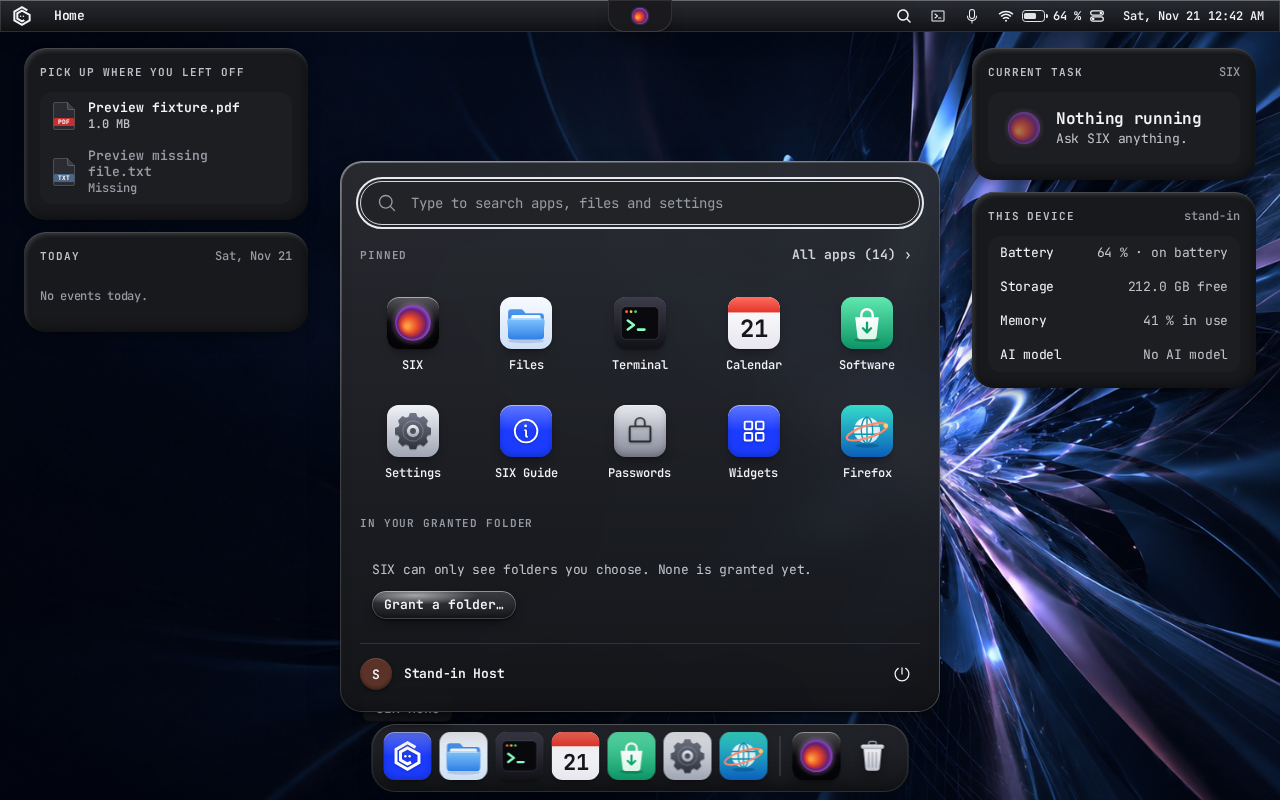 Home
64 %
Sat, Nov 21 12:42 AM
PICK UP WHERE YOU LEFT OFF
PDF
Preview fixture.pdf
1.0 MB
TXT
Preview missing
file.txt
Missing
TODAY
Sat, Nov 21
No events today.
Type to search apps, files and settings
PINNED
All apps (14) ›
21
SIX
Files
Terminal
Calendar
Software
Settings
SIX Guide
Passwords
Widgets
Firefox
IN YOUR GRANTED FOLDER
SIX can only see folders you choose. None is granted yet.
Grant a folder…
S
Stand-in Host
CURRENT TASK
SIX
Nothing running
Ask SIX anything.
THIS DEVICE
stand-in
Battery
64 % · on battery
Storage
212.0 GB free
Memory
41 % in use
AI model
No AI model
21